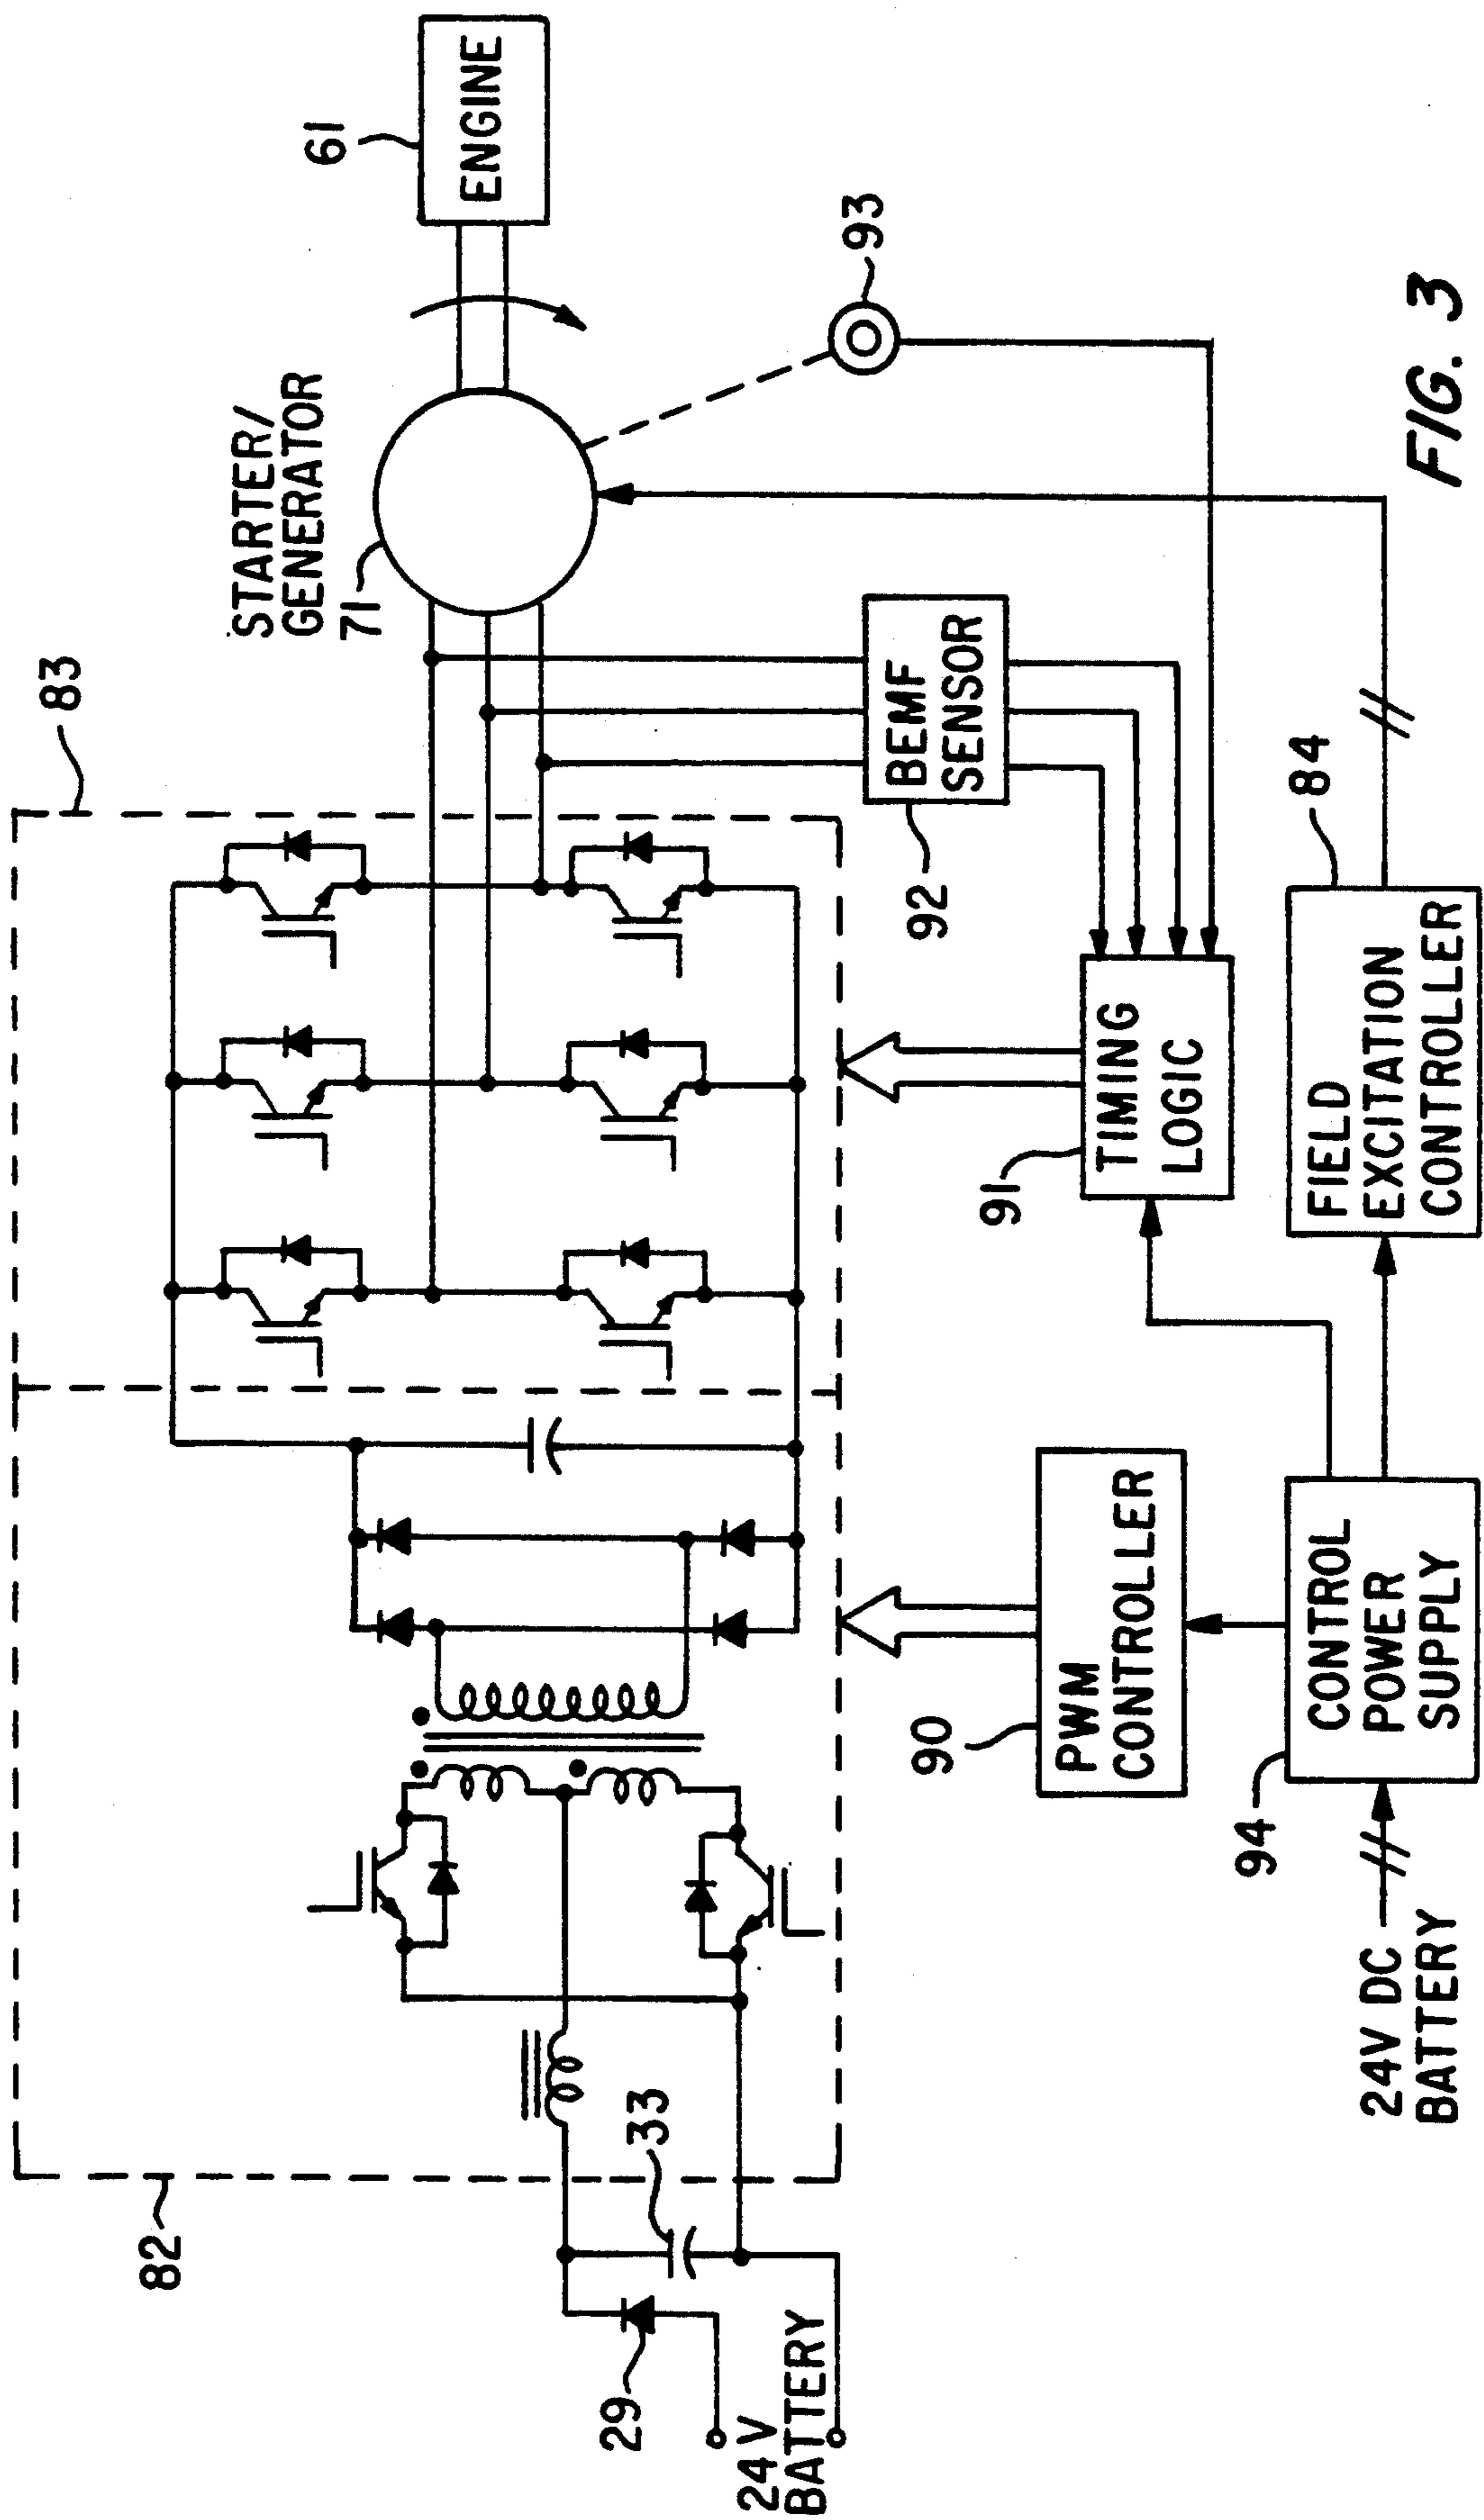 82
83
STARTER/
GENERATOR
71
61
ENGINE
29
33
24 V
BATTERY
93
BEMF
SENSOR
92
90
PWM
CONTROLLER
91
TIMING
LOGIC
84
FIELD
EXCITATION
CONTROLLER
94
CONTROL
POWER
SUPPLY
24V DC
BATTERY
FIG. 3